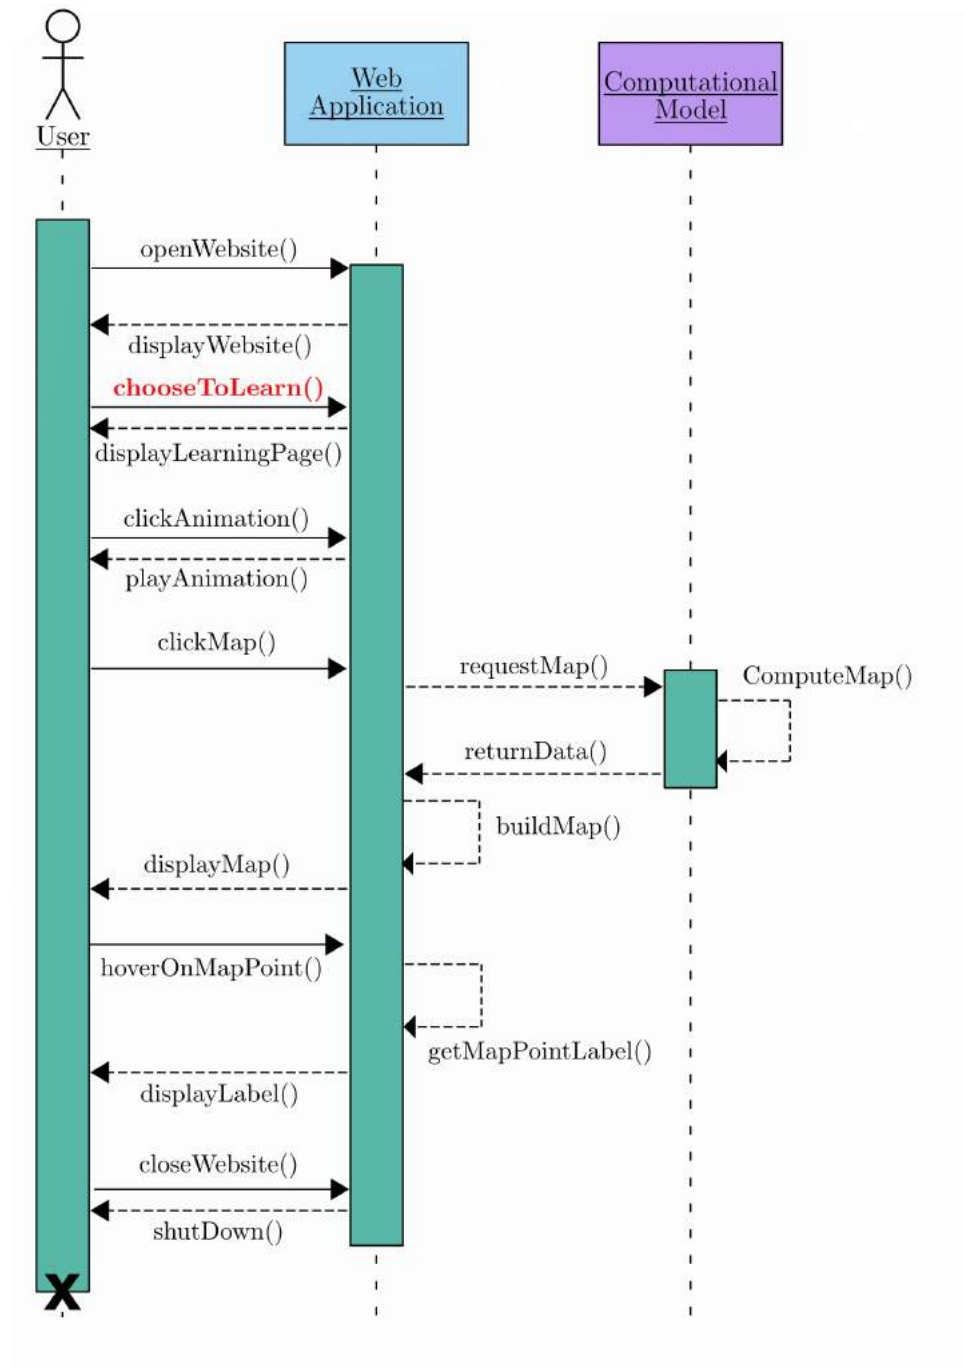 User
Web
Application
Computational
Model
openWebsite()
displayWebsite()
chooseToLearn()
displayLearningPage()
clickAnimation()
playAnimation()
clickMap()
requestMap()
ComputeMap()
returnData()
buildMap()
displayMap()
hoverOnMapPoint()
getMapPointLabel()
displayLabel()
closeWebsite()
shutDown()